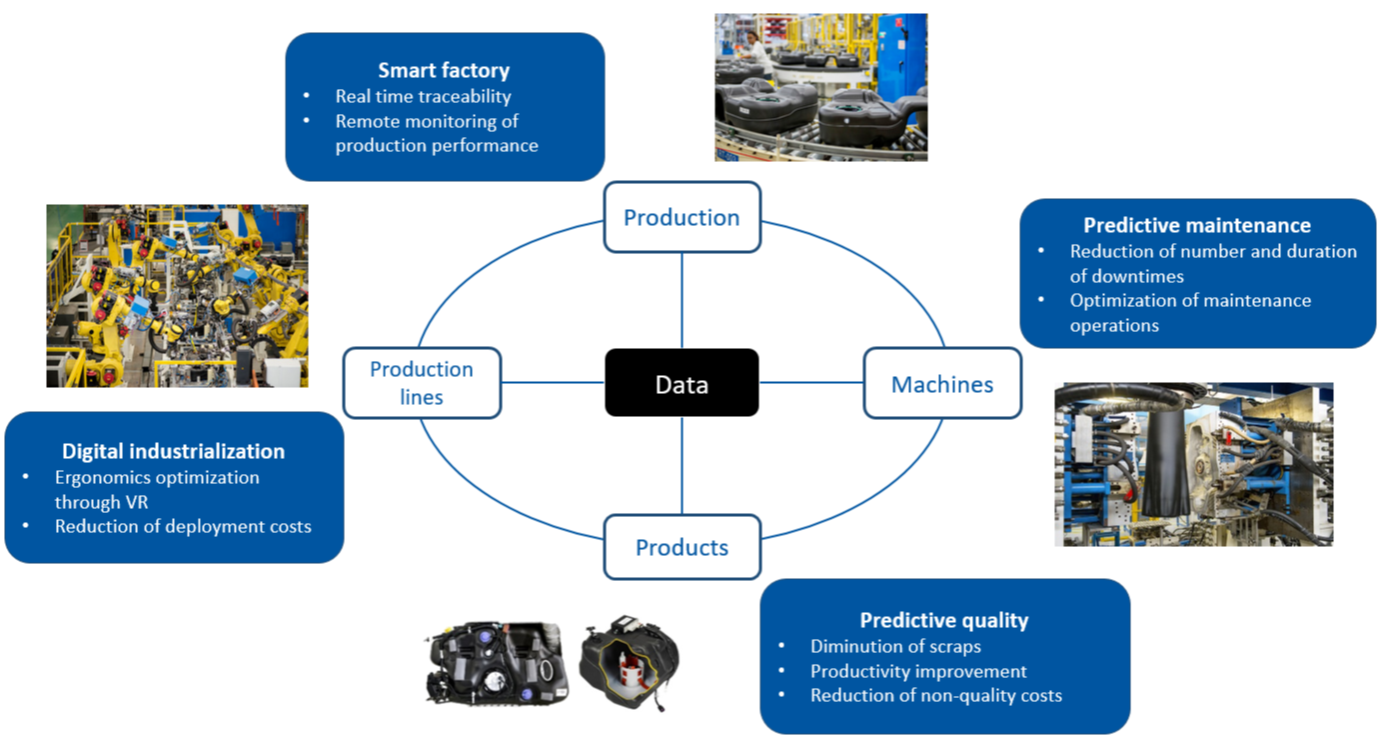 Smart factory
• Real time traceability
• Remote monitoring of
production performance
Production
Predictive maintenance
• Reduction of number and duration
of downtimes
• Optimization of maintenance
operations
Production
lines
Data
Machines
Digital industrialization
• Ergonomics optimization
through VR
• Reduction of deployment costs
Products
Predictive quality
• Diminution of scraps
• Productivity improvement
• Reduction of non-quality costs